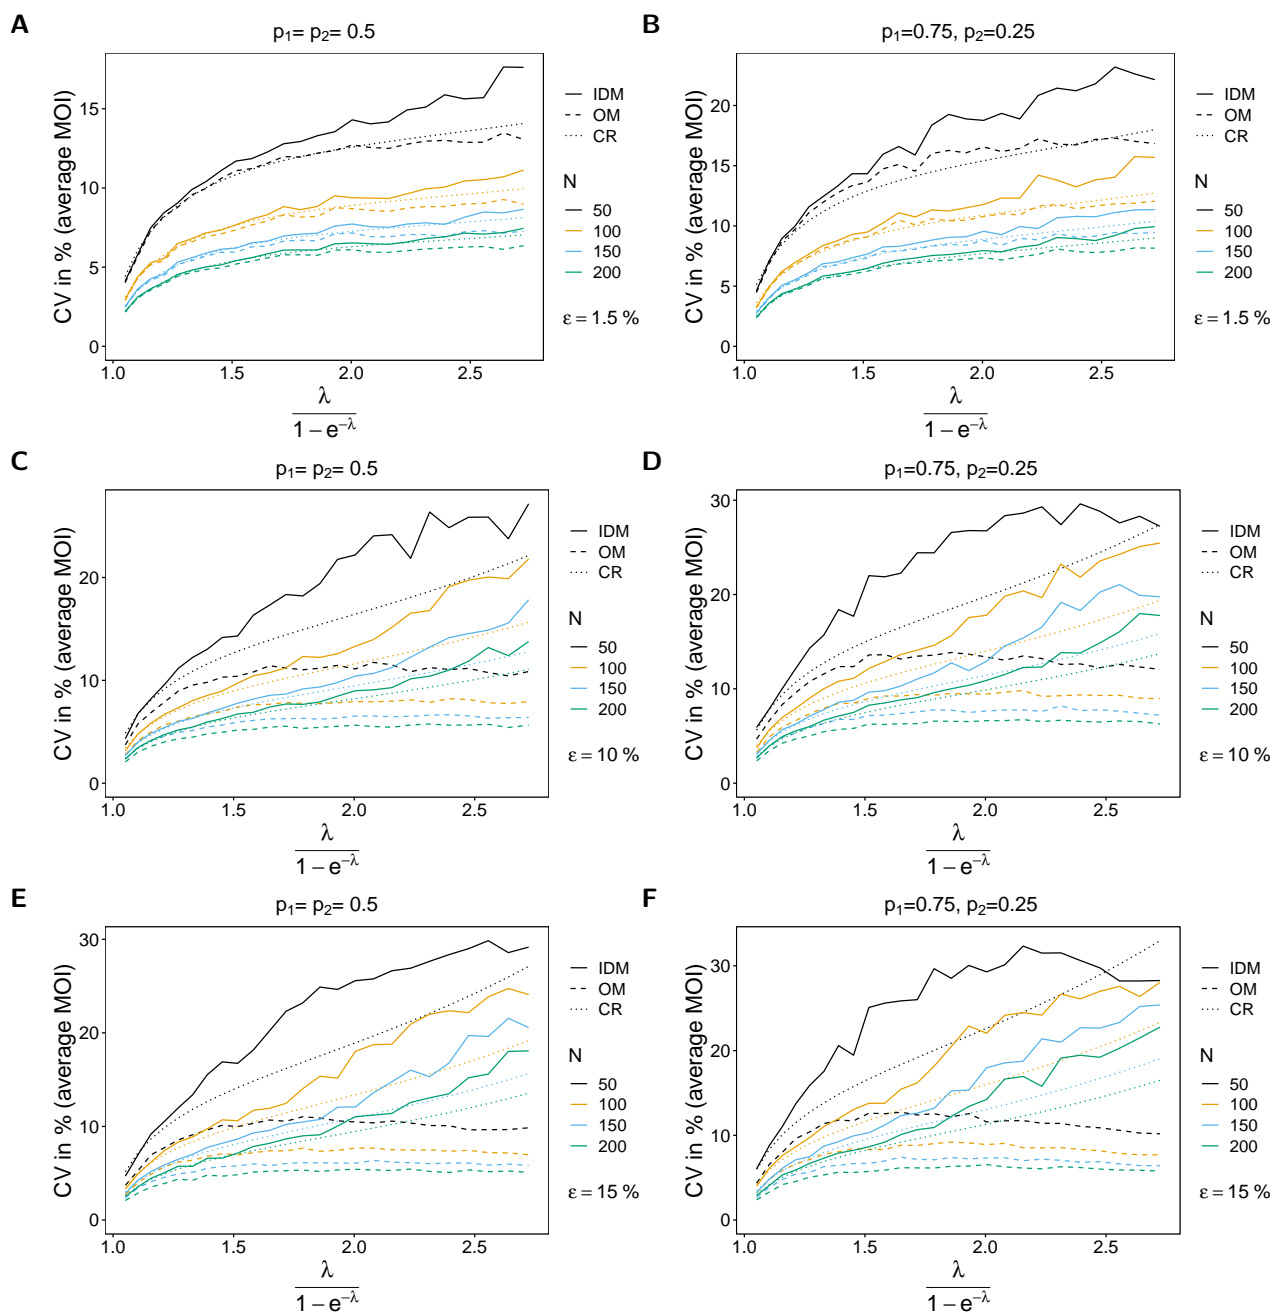 A
p₁= p₂= 0.5
CV in % (average MOI)
15
10
5
0
1.0 1.5 2.0 2.5
λ
1 − e^−λ
IDM
OM
CR
N
50
100
150
200
ε = 1.5 %
B
p₁=0.75, p₂=0.25
CV in % (average MOI)
20
15
10
5
0
1.0 1.5 2.0 2.5
λ
1 − e^−λ
IDM
OM
CR
N
50
100
150
200
ε = 1.5 %
C
p₁= p₂= 0.5
CV in % (average MOI)
20
10
0
1.0 1.5 2.0 2.5
λ
1 − e^−λ
IDM
OM
CR
N
50
100
150
200
ε = 10 %
D
p₁=0.75, p₂=0.25
CV in % (average MOI)
30
20
10
0
1.0 1.5 2.0 2.5
λ
1 − e^−λ
IDM
OM
CR
N
50
100
150
200
ε = 10 %
E
p₁= p₂= 0.5
CV in % (average MOI)
30
20
10
0
1.0 1.5 2.0 2.5
λ
1 − e^−λ
IDM
OM
CR
N
50
100
150
200
ε = 15 %
F
p₁=0.75, p₂=0.25
CV in % (average MOI)
30
20
10
0
1.0 1.5 2.0 2.5
λ
1 − e^−λ
IDM
OM
CR
N
50
100
150
200
ε = 15 %